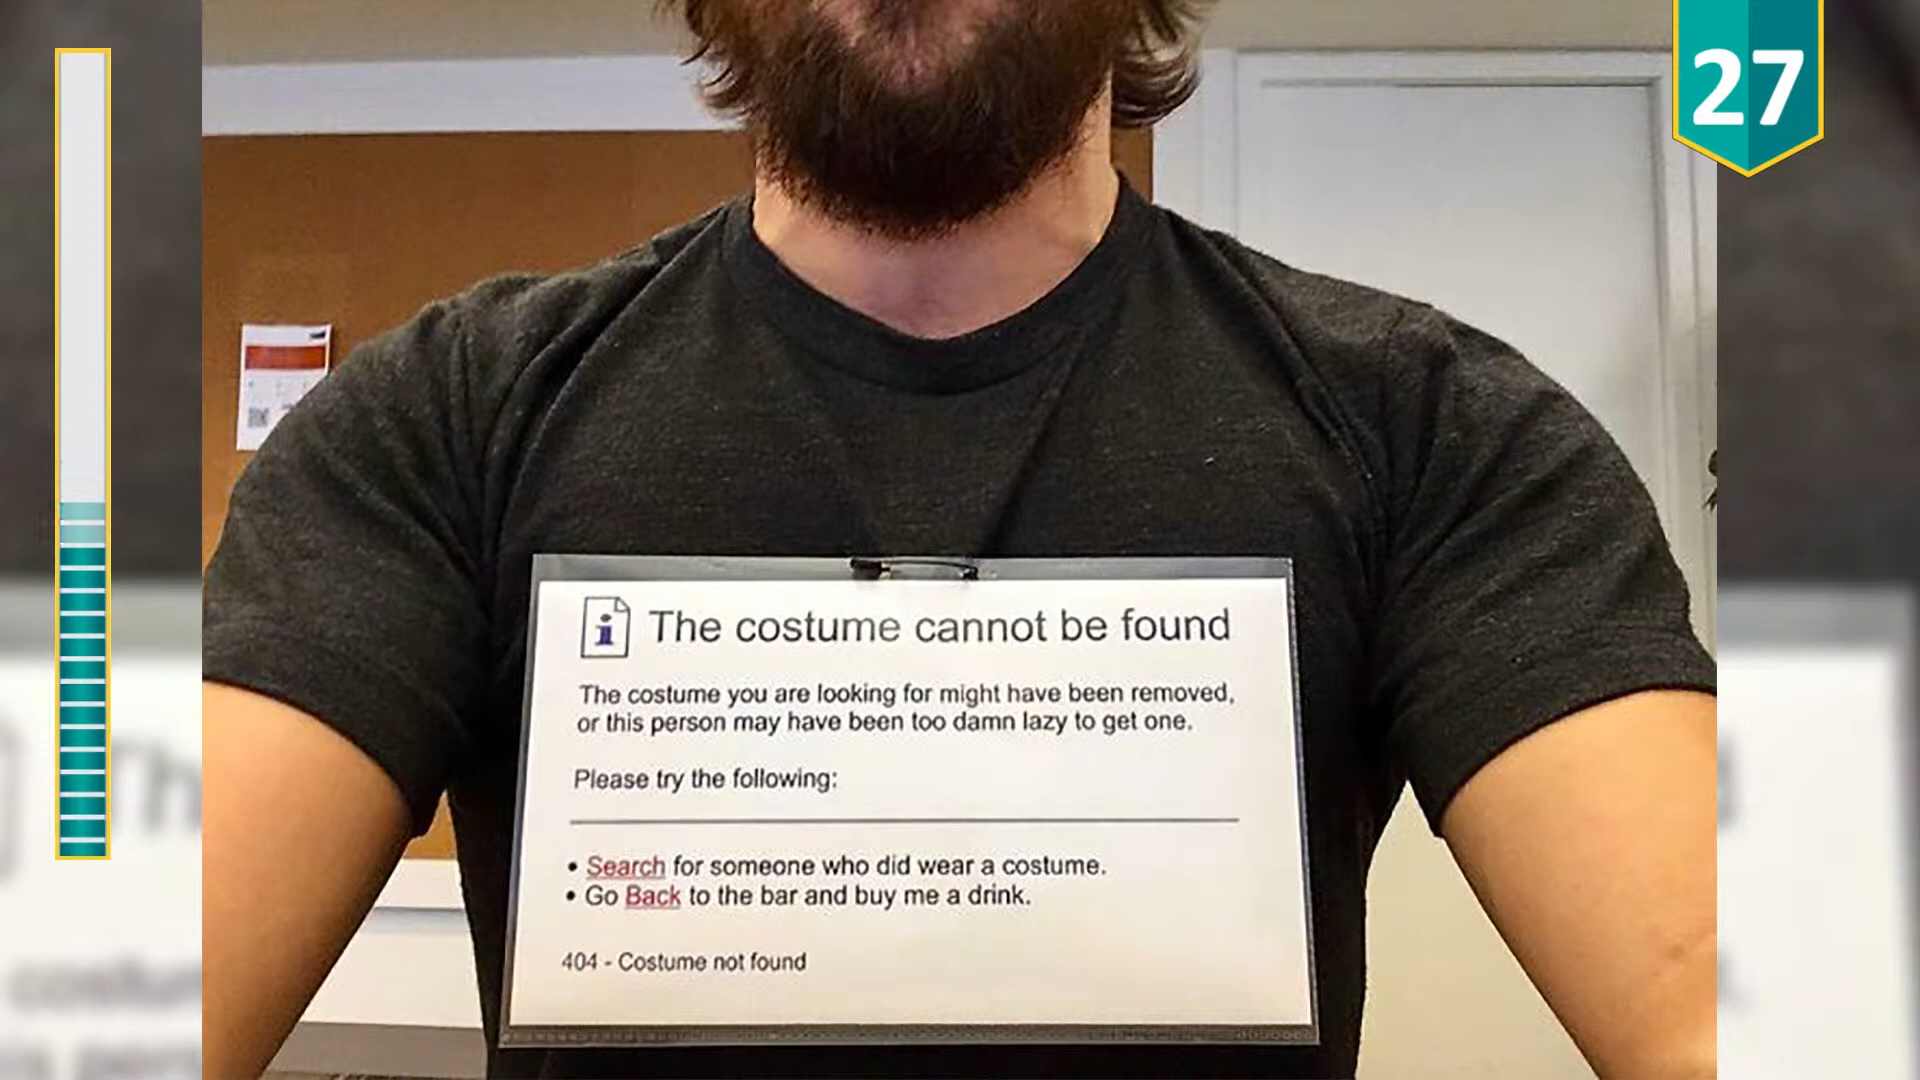 27
The costume cannot be found
The costume you are looking for might have been removed,
or this person may have been too damn lazy to get one.
Please try the following:
• Search for someone who did wear a costume.
• Go Back to the bar and buy me a drink.
404 - Costume not found